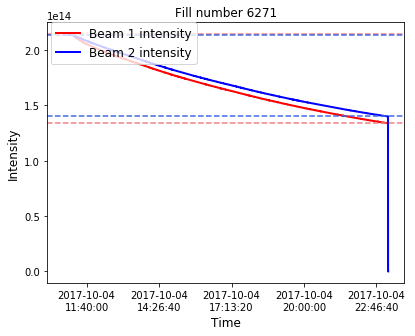 Fill number 6271
1e14
Beam 1 intensity
Beam 2 intensity
2.0
1.5
1.0
0.5
0.0
Intensity
2017-10-04 2017-10-04 2017-10-04 2017-10-04 2017-10-04
11:40:00 14:26:40 17:13:20 20:00:00 22:46:40
Time